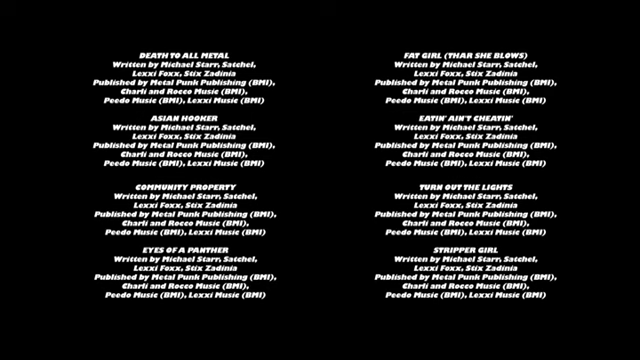 DEATH TO ALL METAL
Written by Michael Starr, Satchel,
Lexxi Foxx, Stix Zadinia
Published by Metal Punk Publishing (BMI),
Charli and Rocco Music (BMI),
Peedo Music (BMI), Lexxi Music (BMI)
ASIAN HOOKER
Written by Michael Starr, Satchel,
Lexxi Foxx, Stix Zadinia
Published by Metal Punk Publishing (BMI),
Charli and Rocco Music (BMI),
Peedo Music (BMI), Lexxi Music (BMI)
COMMUNITY PROPERTY
Written by Michael Starr, Satchel,
Lexxi Foxx, Stix Zadinia
Published by Metal Punk Publishing (BMI),
Charli and Rocco Music (BMI),
Peedo Music (BMI), Lexxi Music (BMI)
EYES OF A PANTHER
Written by Michael Starr, Satchel,
Lexxi Foxx, Stix Zadinia
Published by Metal Punk Publishing (BMI),
Charli and Rocco Music (BMI),
Peedo Music (BMI), Lexxi Music (BMI)
FAT GIRL (THAR SHE BLOWS)
Written by Michael Starr, Satchel,
Lexxi Foxx, Stix Zadinia
Published by Metal Punk Publishing (BMI),
Charli and Rocco Music (BMI),
Peedo Music (BMI), Lexxi Music (BMI)
EATIN' AIN'T CHEATIN'
Written by Michael Starr, Satchel,
Lexxi Foxx, Stix Zadinia
Published by Metal Punk Publishing (BMI),
Charli and Rocco Music (BMI),
Peedo Music (BMI), Lexxi Music (BMI)
TURN OUT THE LIGHTS
Written by Michael Starr, Satchel,
Lexxi Foxx, Stix Zadinia
Published by Metal Punk Publishing (BMI),
Charli and Rocco Music (BMI),
Peedo Music (BMI), Lexxi Music (BMI)
STRIPPER GIRL
Written by Michael Starr, Satchel,
Lexxi Foxx, Stix Zadinia
Published by Metal Punk Publishing (BMI),
Charli and Rocco Music (BMI),
Peedo Music (BMI), Lexxi Music (BMI)